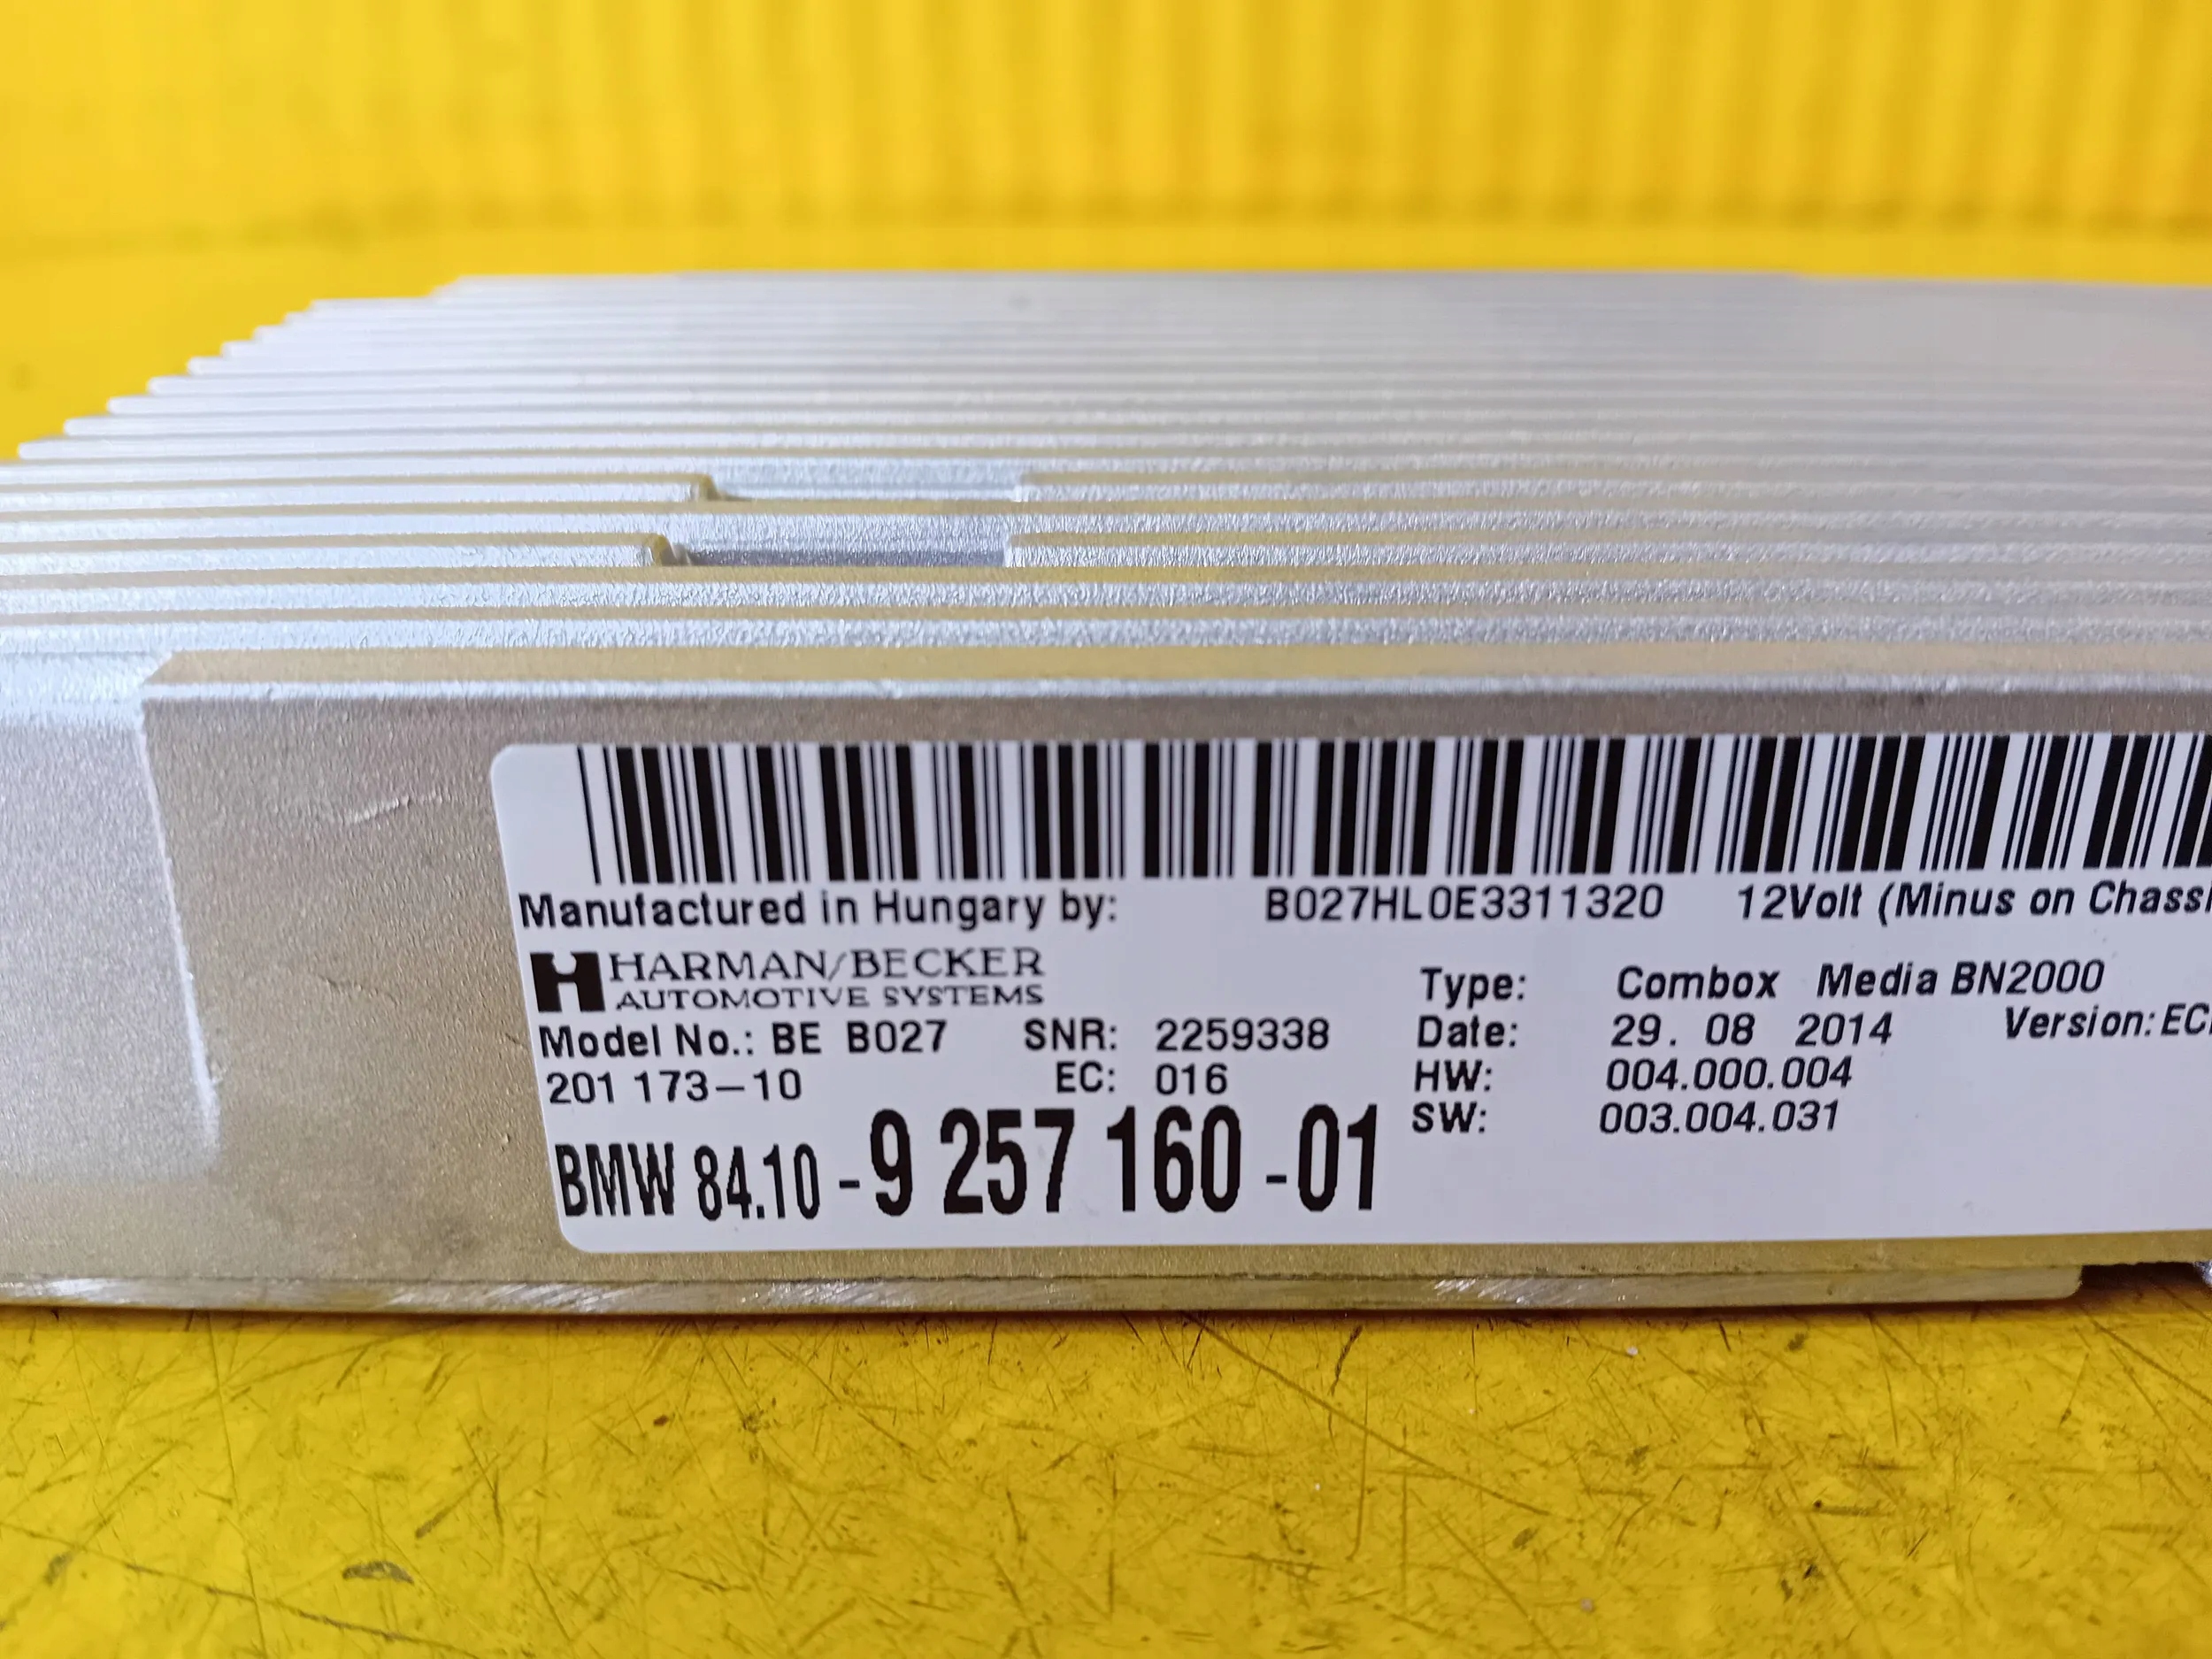 Manufactured in Hungary by: B027HL0E3311320 12Volt (Minus on
HARMAN/BECKER
AUTOMOTIVE SYSTEMS
Model No.: BE B027 SNR: 2259338
201 173-10 EC: 016
BMW 84.10 - 9 257 160 - 01
Type: Combox Media BN2000
Date: 29. 08 2014 Version:
HW: 004.000.004
SW: 003.004.031